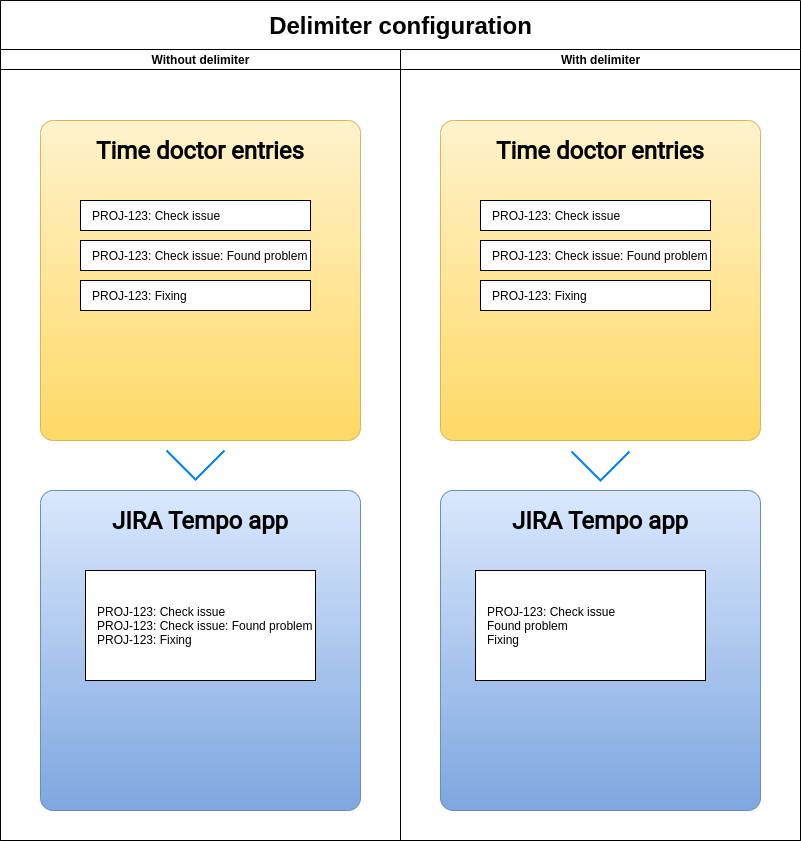 Delimiter configuration
Without delimiter
With delimiter
Time doctor entries
PROJ-123: Check issue
PROJ-123: Check issue: Found problem
PROJ-123: Fixing
JIRA Tempo app
PROJ-123: Check issue
PROJ-123: Check issue: Found problem
PROJ-123: Fixing
Time doctor entries
PROJ-123: Check issue
PROJ-123: Check issue: Found problem
PROJ-123: Fixing
JIRA Tempo app
PROJ-123: Check issue
Found problem
Fixing